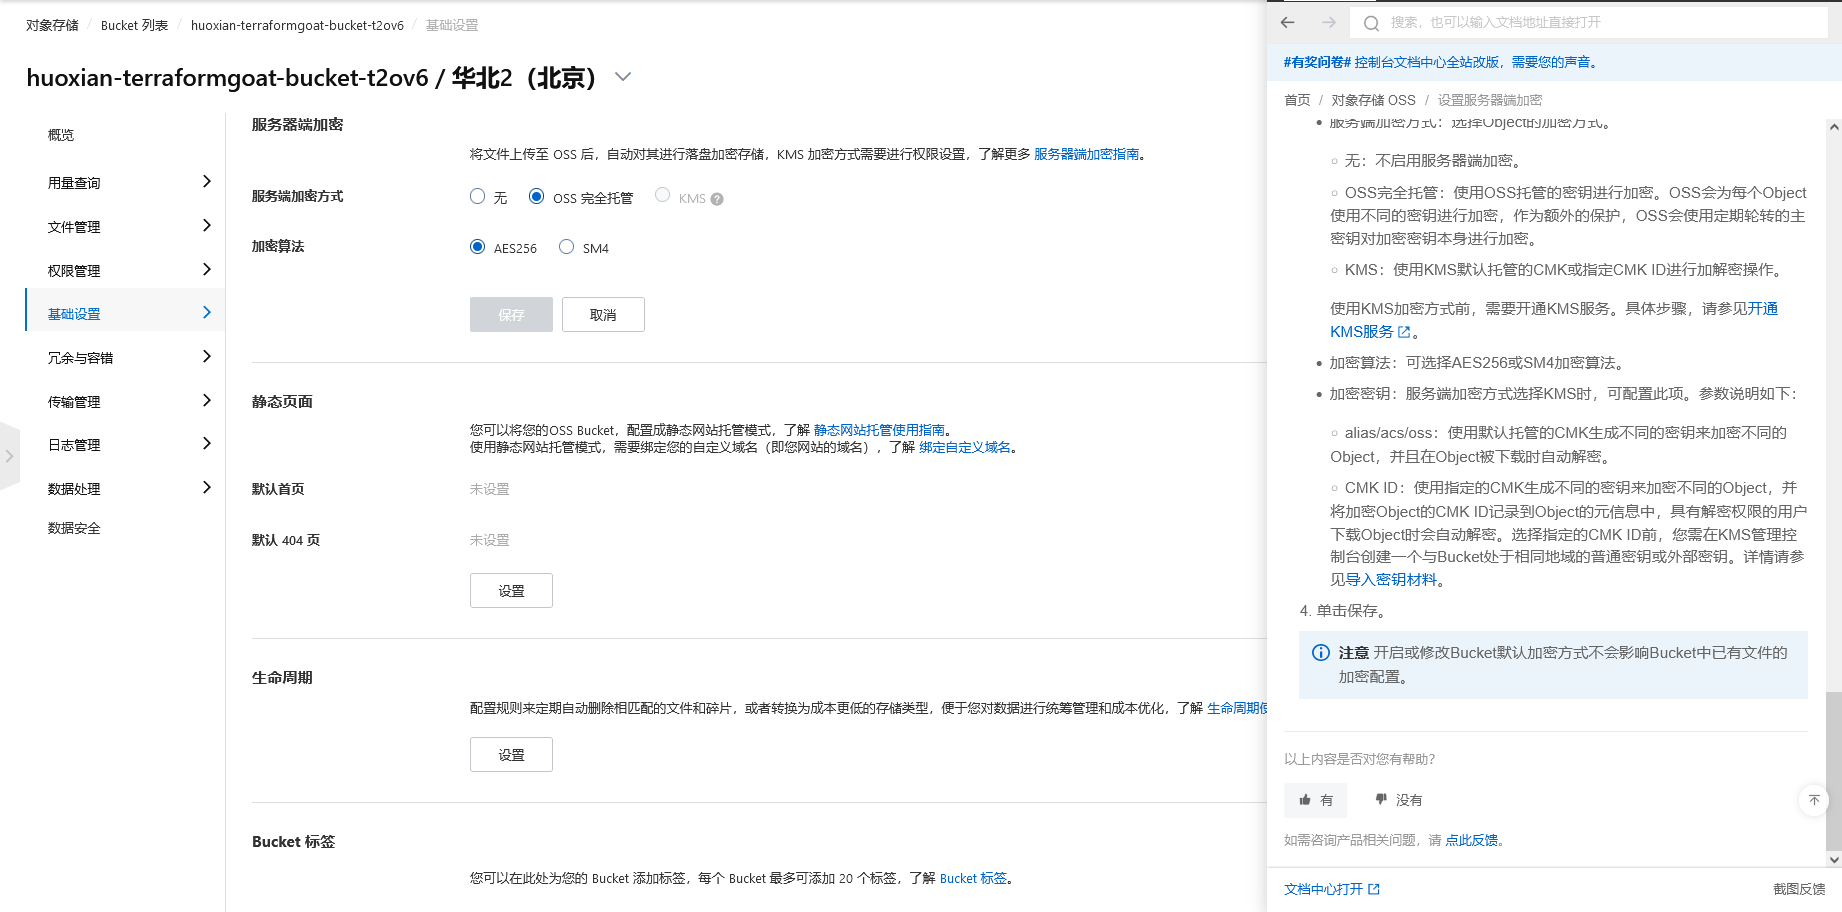 对象存储 / Bucket 列表 / huoxian-terraformgoat-bucket-t2ov6 / 基础设置
huoxian-terraformgoat-bucket-t2ov6 / 华北2（北京）
概览
用量查询
文件管理
权限管理
基础设置
冗余与容错
传输管理
日志管理
数据处理
数据安全
服务器端加密
将文件上传至 OSS 后，自动对其进行落盘加密存储，KMS 加密方式需要进行权限设置，了解更多 服务器端加密指南。
服务端加密方式
无 OSS 完全托管 KMS ?
加密算法
AES256 SM4
保存 取消
静态页面
您可以将您的OSS Bucket，配置成静态网站托管模式，了解 静态网站托管使用指南。
使用静态网站托管模式，需要绑定您的自定义域名（即您网站的域名），了解 绑定自定义域名。
默认首页 未设置
默认 404 页 未设置
设置
生命周期
配置规则来定期自动删除相匹配的文件和碎片，或者转换为成本更低的存储类型，便于您对数据进行统筹管理和成本优化，了解 生命周期使
设置
Bucket 标签
您可以在此处为您的 Bucket 添加标签，每个 Bucket 最多可添加 20 个标签，了解 Bucket 标签。
搜索，也可以输入文档地址直接打开
#有奖问卷# 控制台文档中心全站改版，需要您的声音。
首页 / 对象存储 OSS / 设置服务器端加密
服务端加密方式：选择Object的加密方式。
无：不启用服务器端加密。
OSS完全托管：使用OSS托管的密钥进行加密。OSS会为每个Object
使用不同的密钥进行加密，作为额外的保护，OSS会使用定期轮转的主
密钥对加密密钥本身进行加密。
KMS：使用KMS默认托管的CMK或指定CMK ID进行加解密操作。
使用KMS加密方式前，需要开通KMS服务。具体步骤，请参见开通
KMS服务。
加密算法：可选择AES256或SM4加密算法。
加密密钥：服务端加密方式选择KMS时，可配置此项。参数说明如下：
alias/acs/oss：使用默认托管的CMK生成不同的密钥来加密不同的
Object，并且在Object被下载时自动解密。
CMK ID：使用指定的CMK生成不同的密钥来加密不同的Object，并
将加密Object的CMK ID记录到Object的元信息中，具有解密权限的用户
下载Object时会自动解密。选择指定的CMK ID前，您需在KMS管理控
制台创建一个与Bucket处于相同地域的普通密钥或外部密钥。详情请参
见导入密钥材料。
4. 单击保存。
注意 开启或修改Bucket默认加密方式不会影响Bucket中已有文件的
加密配置。
以上内容是否对您有帮助?
有 没有
如需咨询产品相关问题，请 点此反馈。
文档中心打开 截图反馈